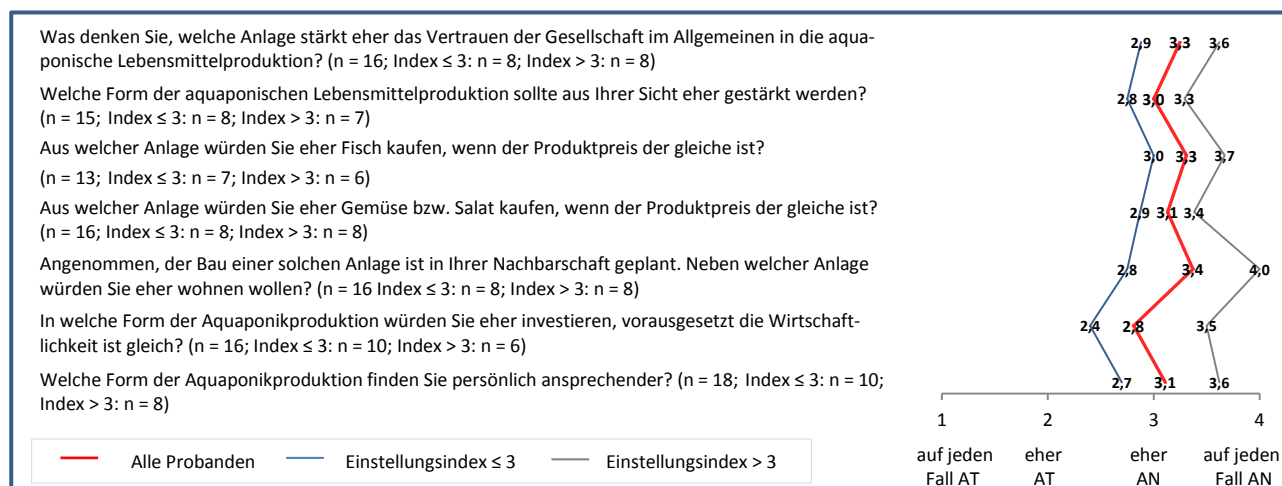 Was denken Sie, welche Anlage stärkt eher das Vertrauen der Gesellschaft im Allgemeinen in die aqua-
ponische Lebensmittelproduktion? (n = 16; Index ≤ 3: n = 8; Index > 3: n = 8)
2,9 3,3 3,6
Welche Form der aquaponischen Lebensmittelproduktion sollte aus Ihrer Sicht eher gestärkt werden?
(n = 15; Index ≤ 3: n = 8; Index > 3: n = 7)
2,8 3,0 3,3
Aus welcher Anlage würden Sie eher Fisch kaufen, wenn der Produktpreis der gleiche ist?
(n = 13; Index ≤ 3: n = 7; Index > 3: n = 6)
3,0 3,3 3,7
Aus welcher Anlage würden Sie eher Gemüse bzw. Salat kaufen, wenn der Produktpreis der gleiche ist?
(n = 16; Index ≤ 3: n = 8; Index > 3: n = 8)
2,9 3,1 3,4
Angenommen, der Bau einer solchen Anlage ist in Ihrer Nachbarschaft geplant. Neben welcher Anlage
würden Sie eher wohnen wollen? (n = 16 Index ≤ 3: n = 8; Index > 3: n = 8)
2,8 3,4 4,0
In welche Form der Aquaponikproduktion würden Sie eher investieren, vorausgesetzt die Wirtschaft-
lichkeit ist gleich? (n = 16; Index ≤ 3: n = 10; Index > 3: n = 6)
2,4 2,8 3,5
Welche Form der Aquaponikproduktion finden Sie persönlich ansprechender? (n = 18; Index ≤ 3: n = 10;
Index > 3: n = 8)
2,7 3,1 3,6
1 2 3 4
auf jeden eher eher auf jeden
Fall AT AT AN Fall AN
Alle Probanden Einstellungsindex ≤ 3 Einstellungsindex > 3